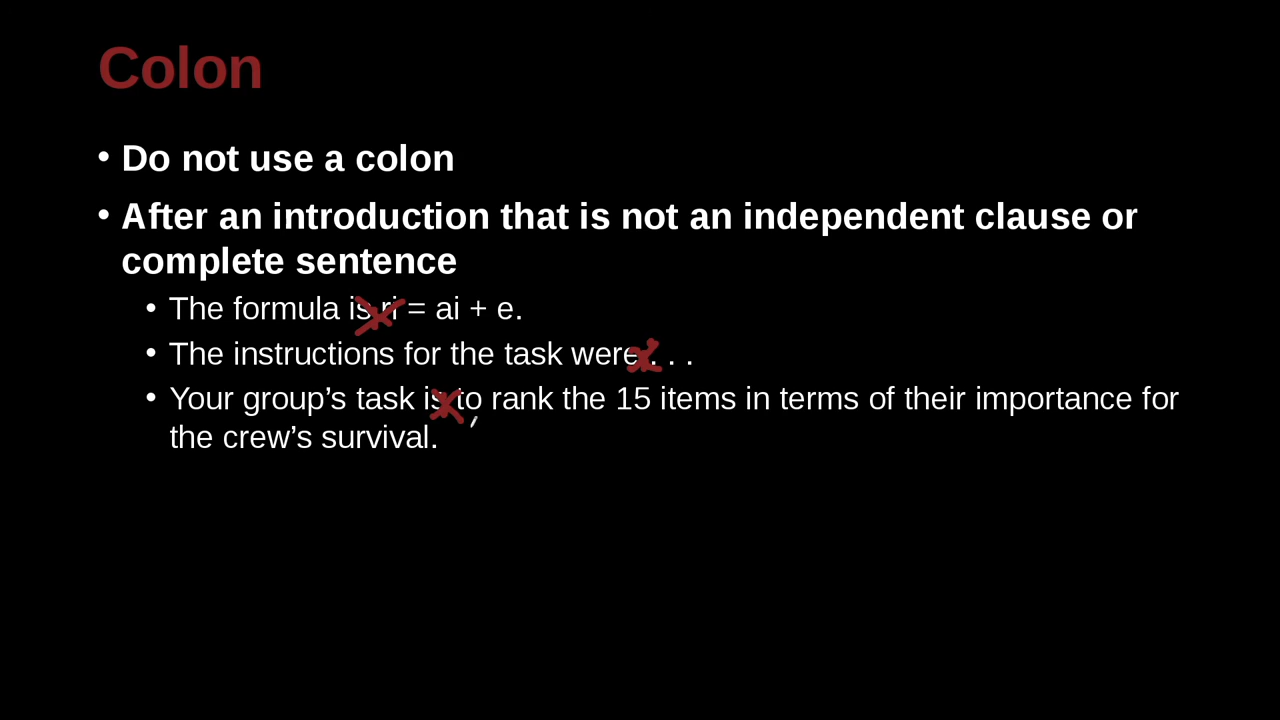 Colon
• Do not use a colon
• After an introduction that is not an independent clause or
complete sentence
• The formula is ri = ai + e.
• The instructions for the task were . . .
• Your group’s task is to rank the 15 items in terms of their importance for
the crew’s survival.